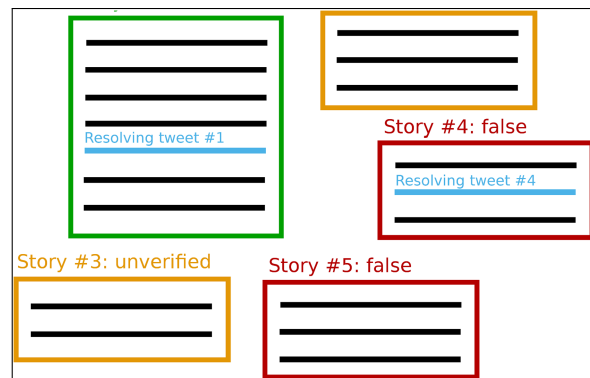 Resolving tweet #1
Story #4: false
Resolving tweet #4
Story #3: unverified
Story #5: false